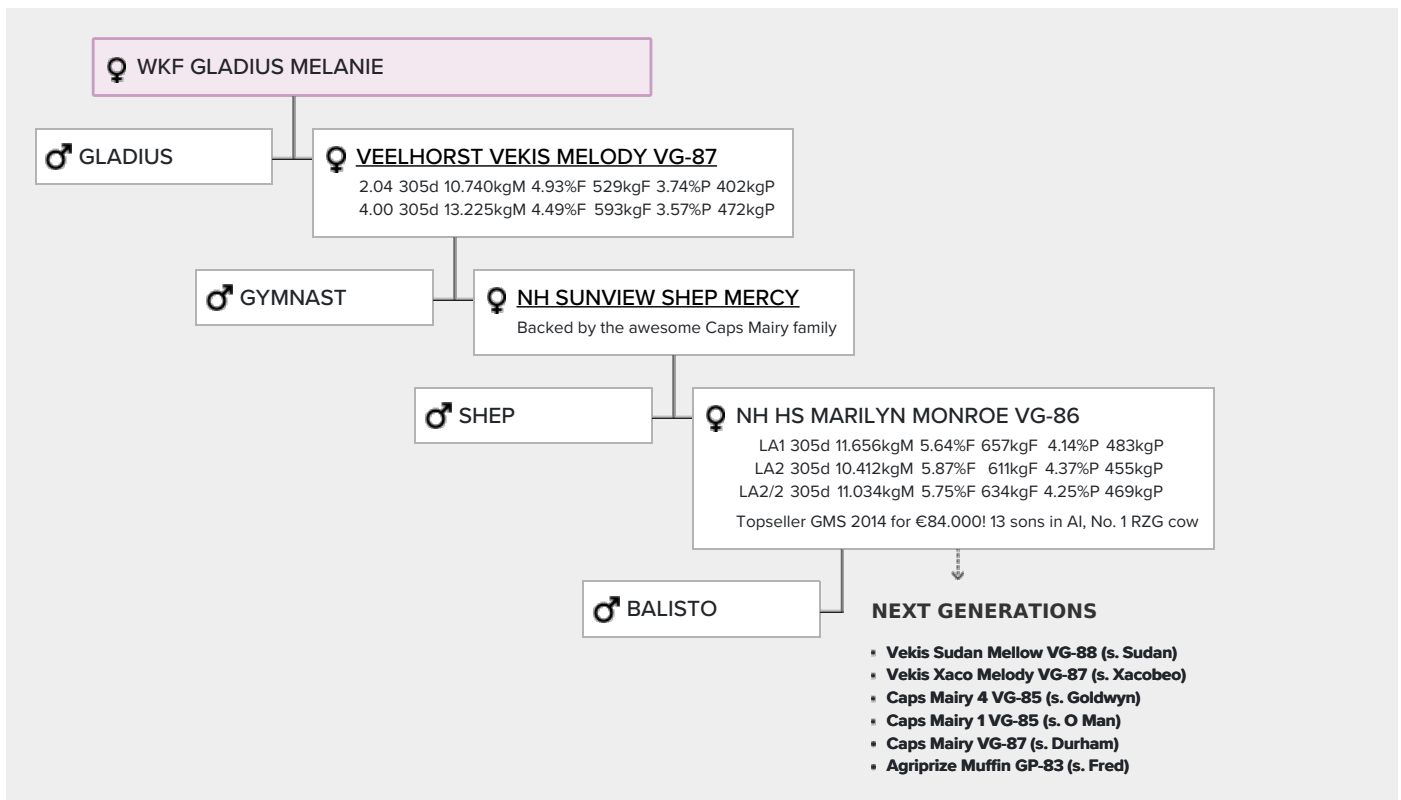 WKF GLADIUS MELANIE
GLADIUS
VEELHORST VEKIS MELODY VG-87
2.04 305d 10.740kgM 4.93%F 529kgF 3.74%P 402kgP
4.00 305d 13.225kgM 4.49%F 593kgF 3.57%P 472kgP
GYMNAST
NH SUNVIEW SHEP MERCY
Backed by the awesome Caps Mairy family
SHEP
NH HS MARILYN MONROE VG-86
LA1 305d 11.656kgM 5.64%F 657kgF 4.14%P 483kgP
LA2 305d 10.412kgM 5.87%F 611kgF 4.37%P 455kgP
LA2/2 305d 11.034kgM 5.75%F 634kgF 4.25%P 469kgP
Topseller GMS 2014 for €84.000! 13 sons in AI, No. 1 RZG cow
BALISTO
NEXT GENERATIONS
Vekis Sudan Mellow VG-88 (s. Sudan)
Vekis Xaco Melody VG-87 (s. Xacobeo)
Caps Mairy 4 VG-85 (s. Goldwyn)
Caps Mairy 1 VG-85 (s. O Man)
Caps Mairy VG-87 (s. Durham)
Agriprize Muffin GP-83 (s. Fred)